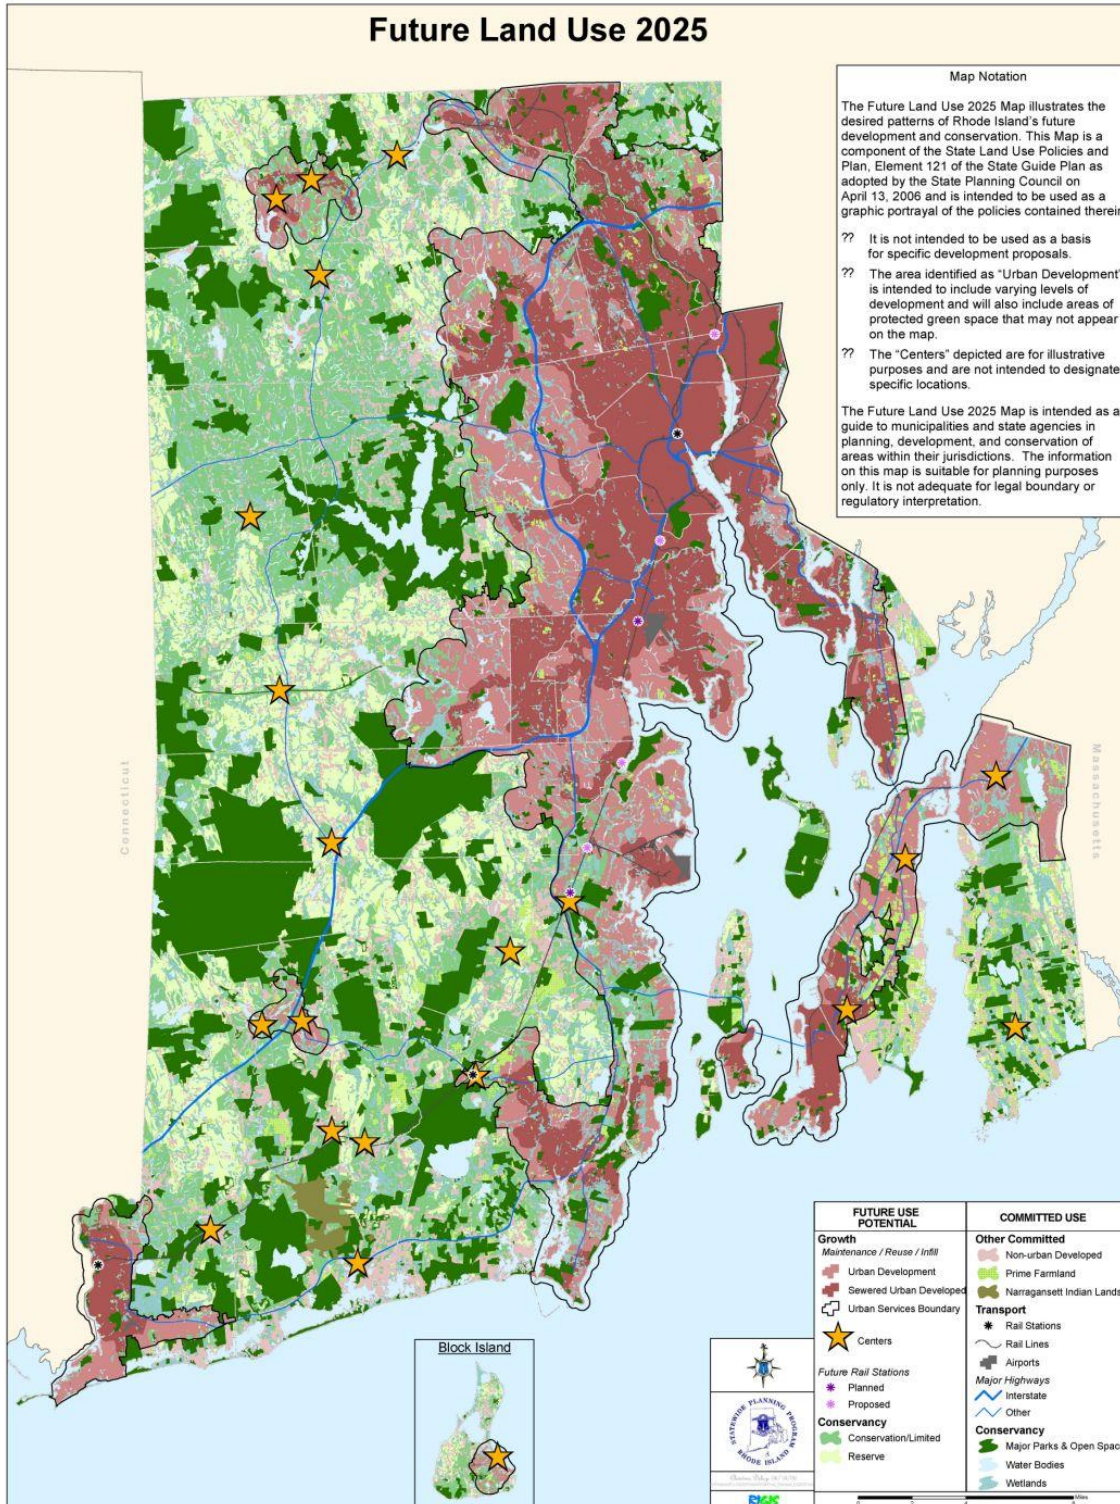 Future Land Use 2025
Map Notation
The Future Land Use 2025 Map illustrates the
desired patterns of Rhode Island's future
development and conservation. This Map is a
component of the State Land Use Policies and
Plan, Element 121 of the State Guide Plan as
adopted by the State Planning Council on
April 13, 2006 and is intended to be used as a
graphic portrayal of the policies contained therein
?? It is not intended to be used as a basis
for specific development proposals.
?? The area identified as "Urban Development"
is intended to include varying levels of
development and will also include areas of
protected green space that may not appear
on the map.
?? The "Centers" depicted are for illustrative
purposes and are not intended to designate
specific locations.
The Future Land Use 2025 Map is intended as a
guide to municipalities and state agencies in
planning, development, and conservation of
areas within their jurisdictions. The information
on this map is suitable for planning purposes
only. It is not adequate for legal boundary or
regulatory interpretation.
Connecticut
Massachusetts
Block Island
STATEWIDE PLANNING PROGRAM
RHODE ISLAND
FUTURE USE
POTENTIAL
Growth
Maintenance / Reuse / Infill
Urban Development
Sewered Urban Developed
Urban Services Boundary
Centers
Future Rail Stations
Planned
Proposed
Conservancy
Conservation/Limited
Reserve
COMMITTED USE
Other Committed
Non-urban Developed
Prime Farmland
Narragansett Indian Lands
Transport
Rail Stations
Rail Lines
Airports
Major Highways
Interstate
Other
Conservancy
Major Parks & Open Spac
Water Bodies
Wetlands
Miles